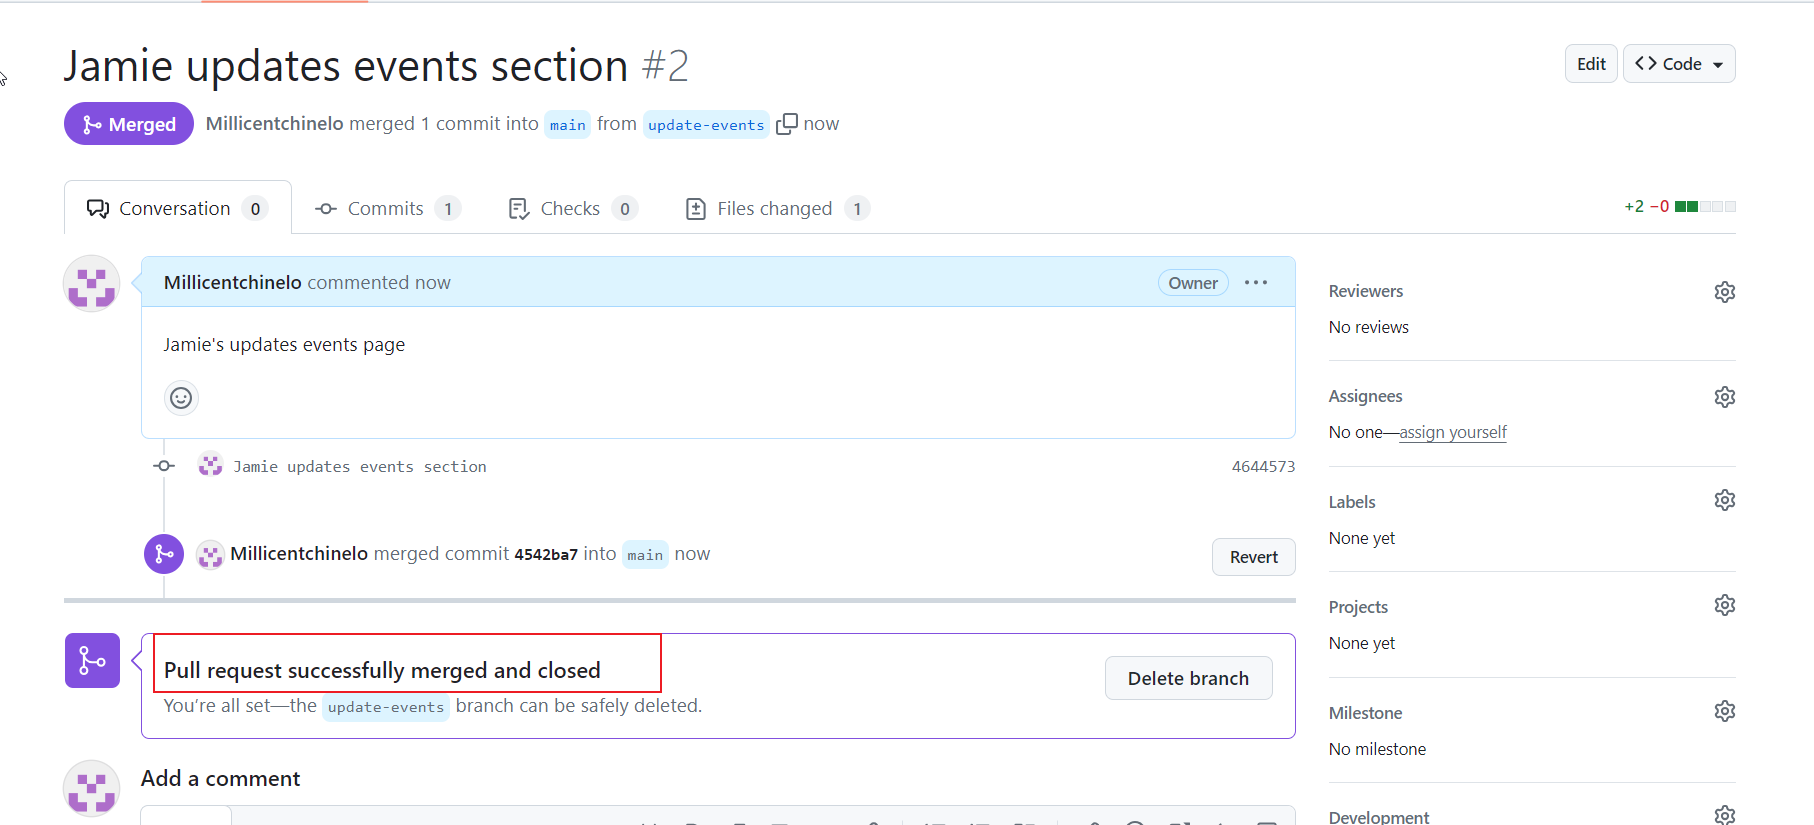 Jamie updates events section #2
Edit
Code
Merged
Millicentchinelo merged 1 commit into main from update-events now
Conversation 0
Commits 1
Checks 0
Files changed 1
+2 −0
Millicentchinelo commented now
Owner
Jamie's updates events page
Jamie updates events section
4644573
Millicentchinelo merged commit 4542ba7 into main now
Revert
Pull request successfully merged and closed
You’re all set—the update-events branch can be safely deleted.
Delete branch
Add a comment
Reviewers
No reviews
Assignees
No one—assign yourself
Labels
None yet
Projects
None yet
Milestone
No milestone
Development